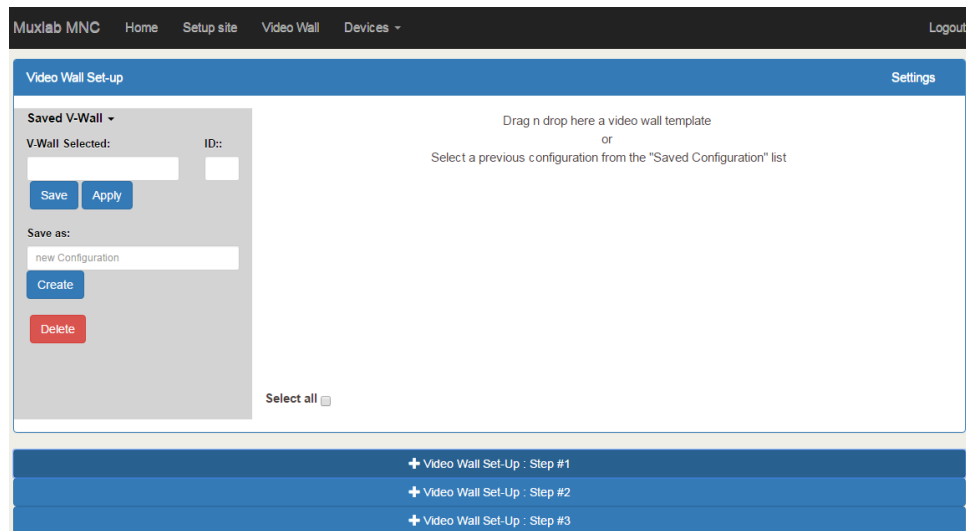 Muxlab MNC Home Setup site Video Wall Devices Logout
Video Wall Set-up Settings
Saved V-Wall
V-Wall Selected: ID::
Save Apply
Save as:
new Configuration
Create
Delete
Drag n drop here a video wall template
or
Select a previous configuration from the "Saved Configuration" list
Select all
Video Wall Set-Up : Step #1
Video Wall Set-Up : Step #2
Video Wall Set-Up : Step #3